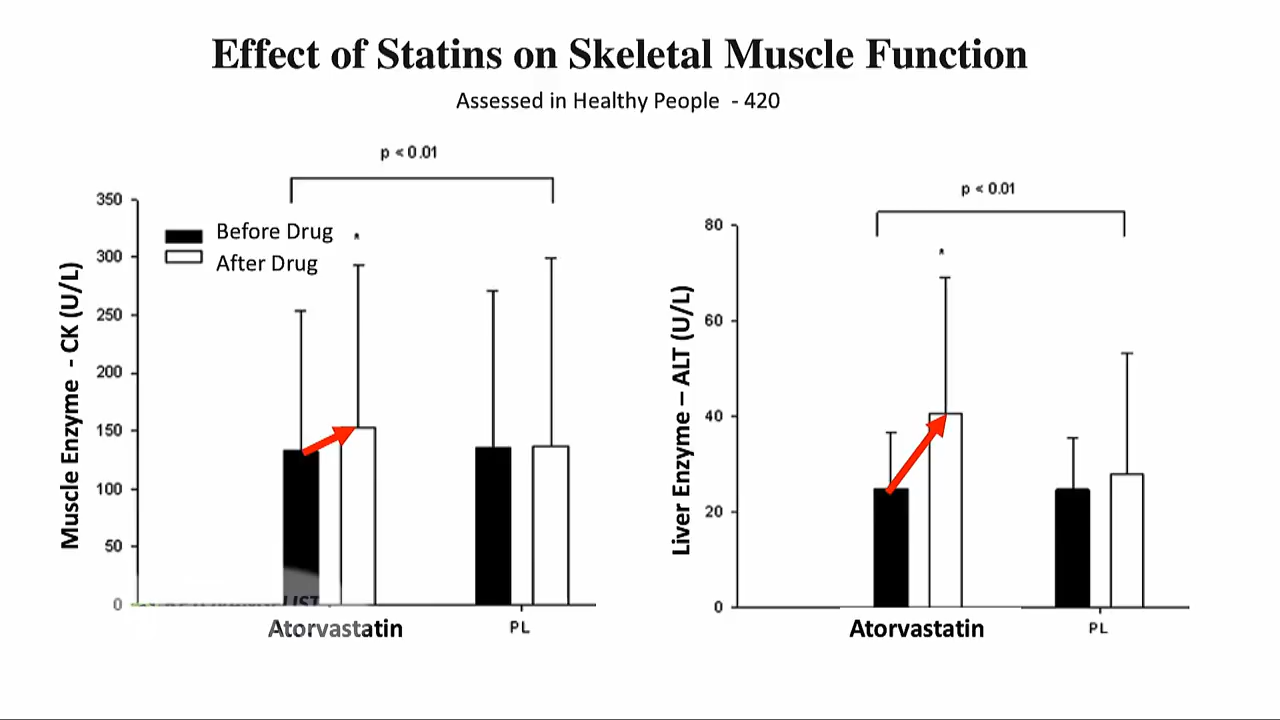 Effect of Statins on Skeletal Muscle Function
Assessed in Healthy People - 420
p < 0.01
350
300
250
200
150
100
50
0
Muscle Enzyme - CK (U/L)
Before Drug
After Drug
*
Atorvastatin
PL
p < 0.01
80
60
40
20
0
Liver Enzyme – ALT (U/L)
*
Atorvastatin
PL